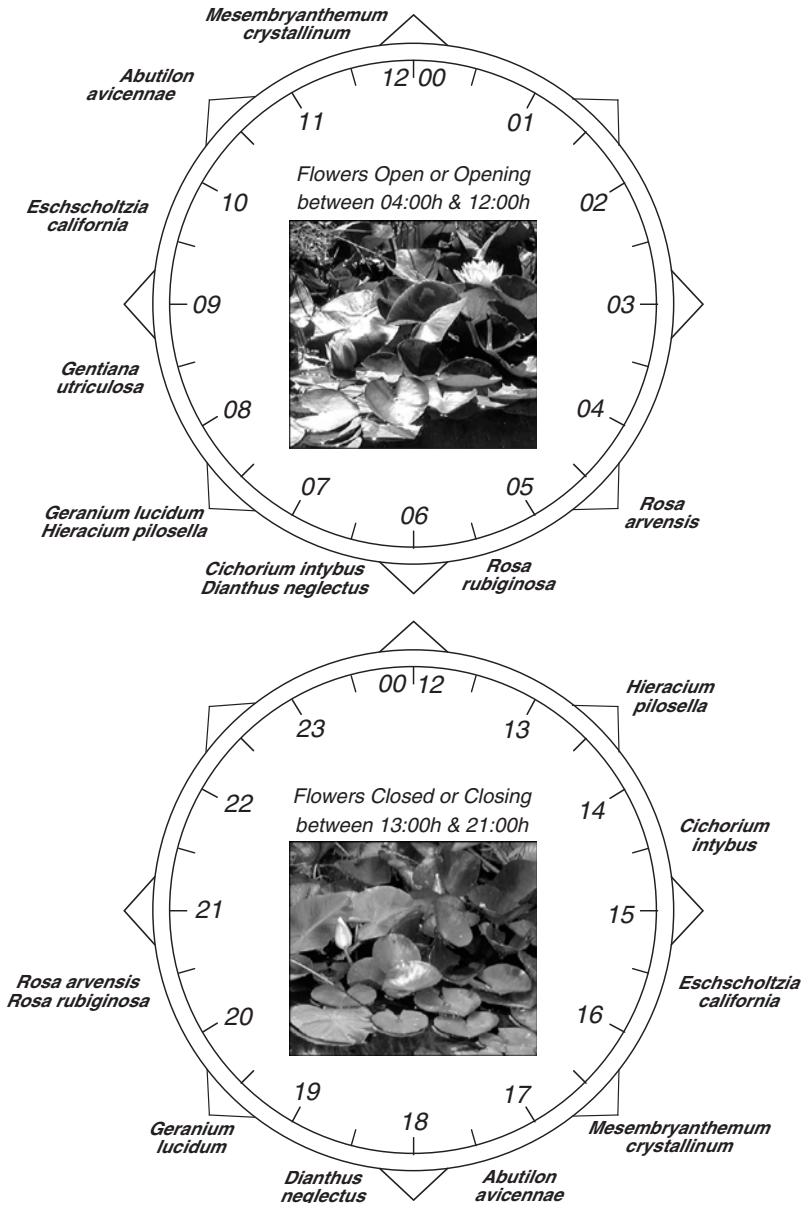 Mesembryanthemum
crystallinum
Abutilon
avicennae
12 00
11
01
Flowers Open or Opening
between 04:00h & 12:00h
10
02
Eschscholtzia
california
09
03
Gentiana
utriculosa
08
04
07
05
06
Geranium lucidum
Hieracium pilosella
Rosa
arvensis
Cichorium intybus
Dianthus neglectus
Rosa
rubiginosa
00 12
Hieracium
pilosella
23
13
Flowers Closed or Closing
between 13:00h & 21:00h
22
14
Cichorium
intybus
21
15
Rosa arvensis
Rosa rubiginosa
Eschscholtzia
california
20
16
19
17
18
Geranium
lucidum
Mesembryanthemum
crystallinum
Dianthus
neglectus
Abutilon
avicennae